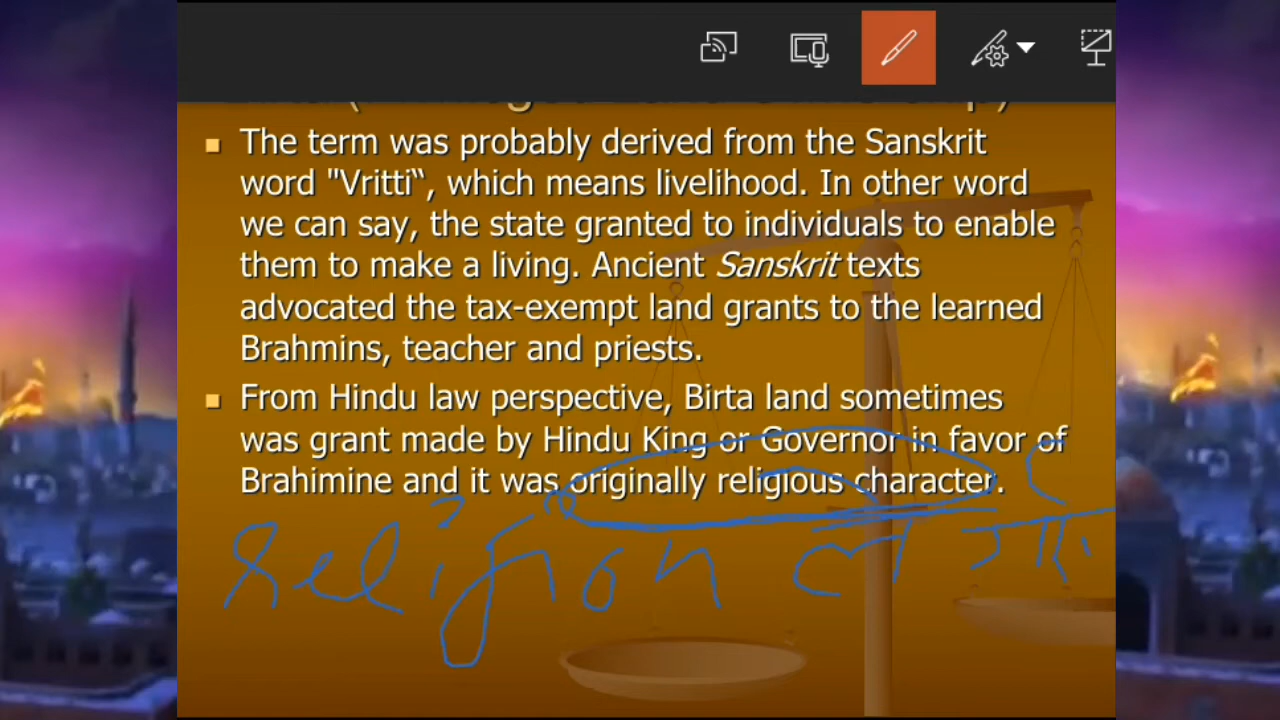 The term was probably derived from the Sanskrit
word "Vritti“, which means livelihood. In other word
we can say, the state granted to individuals to enable
them to make a living. Ancient Sanskrit texts
advocated the tax-exempt land grants to the learned
Brahmins, teacher and priests.
From Hindu law perspective, Birta land sometimes
was grant made by Hindu King or Governor in favor of
Brahimine and it was originally religious character.
Religion